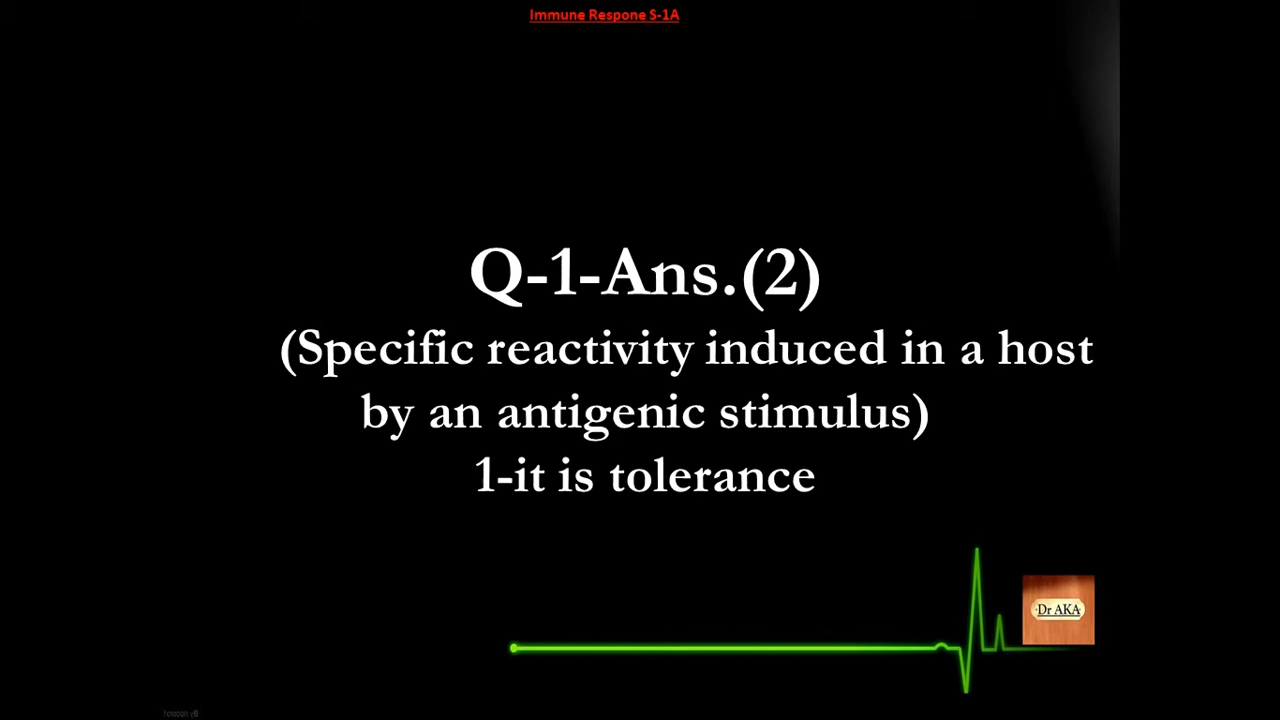 Immune Respone S-1A
Q-1-Ans.(2)
(Specific reactivity induced in a host
by an antigenic stimulus)
1-it is tolerance
Dr AKA